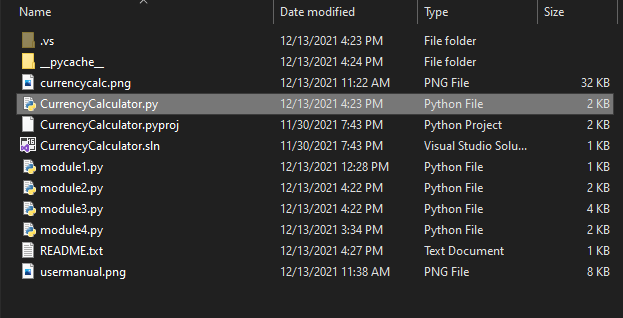 Name Date modified Type Size
.vs 12/13/2021 4:23 PM File folder
__pycache__ 12/13/2021 4:24 PM File folder
currencycalc.png 12/13/2021 11:22 AM PNG File 32 KB
CurrencyCalculator.py 12/13/2021 4:23 PM Python File 2 KB
CurrencyCalculator.pyproj 11/30/2021 7:43 PM Python Project 2 KB
CurrencyCalculator.sln 11/30/2021 7:43 PM Visual Studio Solu... 1 KB
module1.py 12/13/2021 12:28 PM Python File 1 KB
module2.py 12/13/2021 4:22 PM Python File 2 KB
module3.py 12/13/2021 4:22 PM Python File 4 KB
module4.py 12/13/2021 3:34 PM Python File 2 KB
README.txt 12/13/2021 4:27 PM Text Document 1 KB
usermanual.png 12/13/2021 11:38 AM PNG File 8 KB